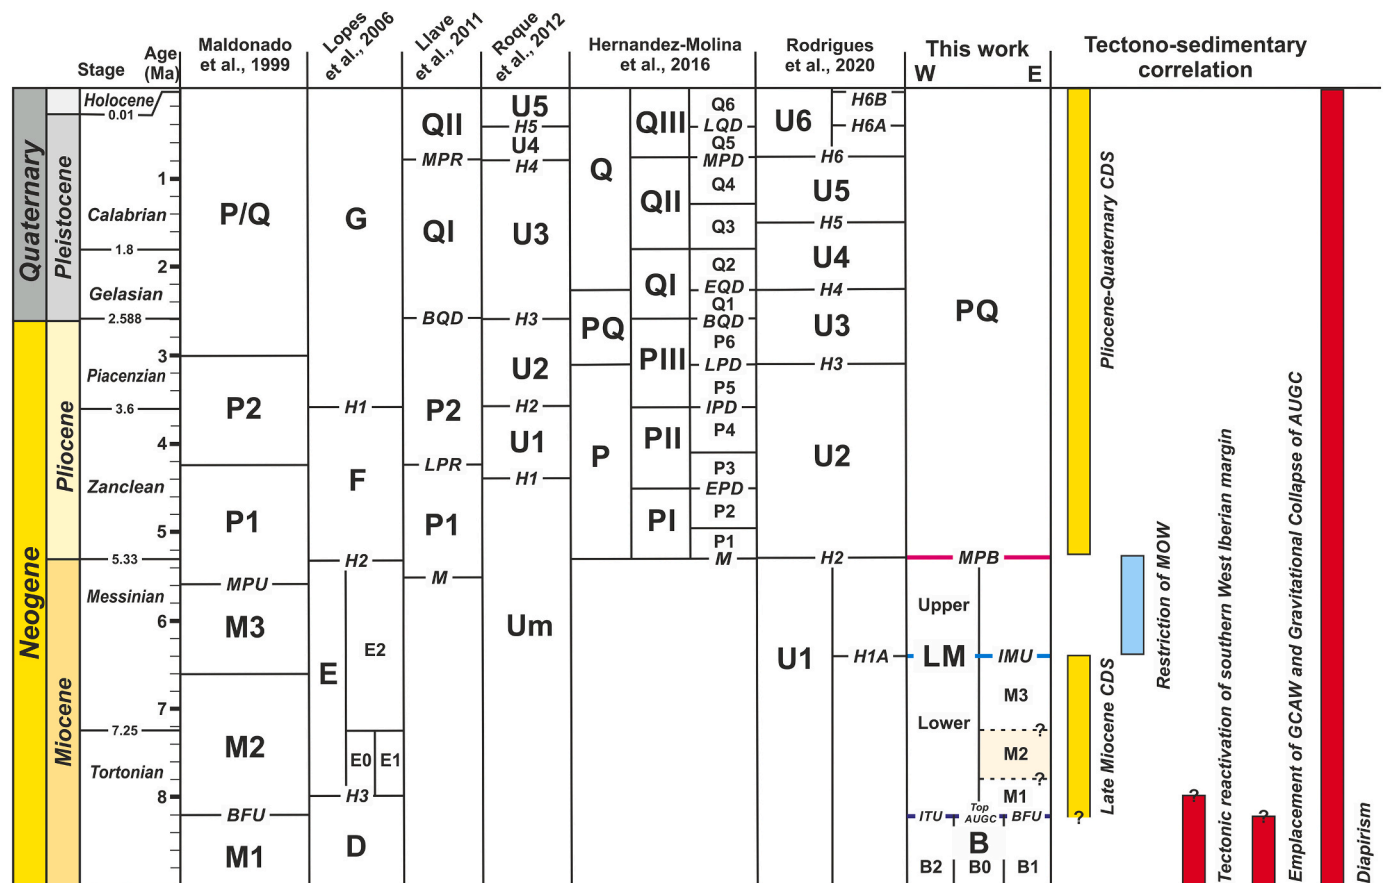 Stage
Age
(Ma)
Maldonado
et al., 1999
Lopes
et al., 2006
Llave
et al., 2011
Roque
et al., 2012
Hernandez-Molina
et al., 2016
Rodrigues
et al., 2020
This work
W E
Tectono-sedimentary
correlation
Quaternary
Neogene
Pleistocene
Pliocene
Miocene
Holocene
0.01
Calabrian
1.8
Gelasian
2.588
Piacenzian
3.6
Zanclean
5.33
Messinian
7.25
Tortonian
1
2
3
4
5
6
7
8
P/Q
P2
P1
MPU
M3
M2
BFU
M1
G
H1
F
H2
E
E2
E0 E1
H3
D
QII
MPR
QI
BQD
P2
LPR
P1
M
U5
H5
U4
H4
U3
H3
U2
H2
U1
H1
Um
Q
PQ
P
QIII
QII
QI
PIII
PII
PI
Q6
LQD
Q5
MPD
Q4
Q3
Q2
EQD
Q1
BQD
P6
LPD
P5
IPD
P4
P3
EPD
P2
P1
M
U6
H6B
H6A
H6
U5
H5
U4
H4
U3
H3
U2
H2
U1
H1A
PQ
MPB
Upper
LM
IMU
M3
Lower
?
M2
?
M1
ITU
Top
AUGC
BFU
B
B2 B0 B1
Pliocene-Quaternary CDS
Late Miocene CDS
?
Restriction of MOW
?
Tectonic reactivation of southern West Iberian margin
?
Emplacement of GCAW and Gravitational Collapse of AUGC
Diapirism